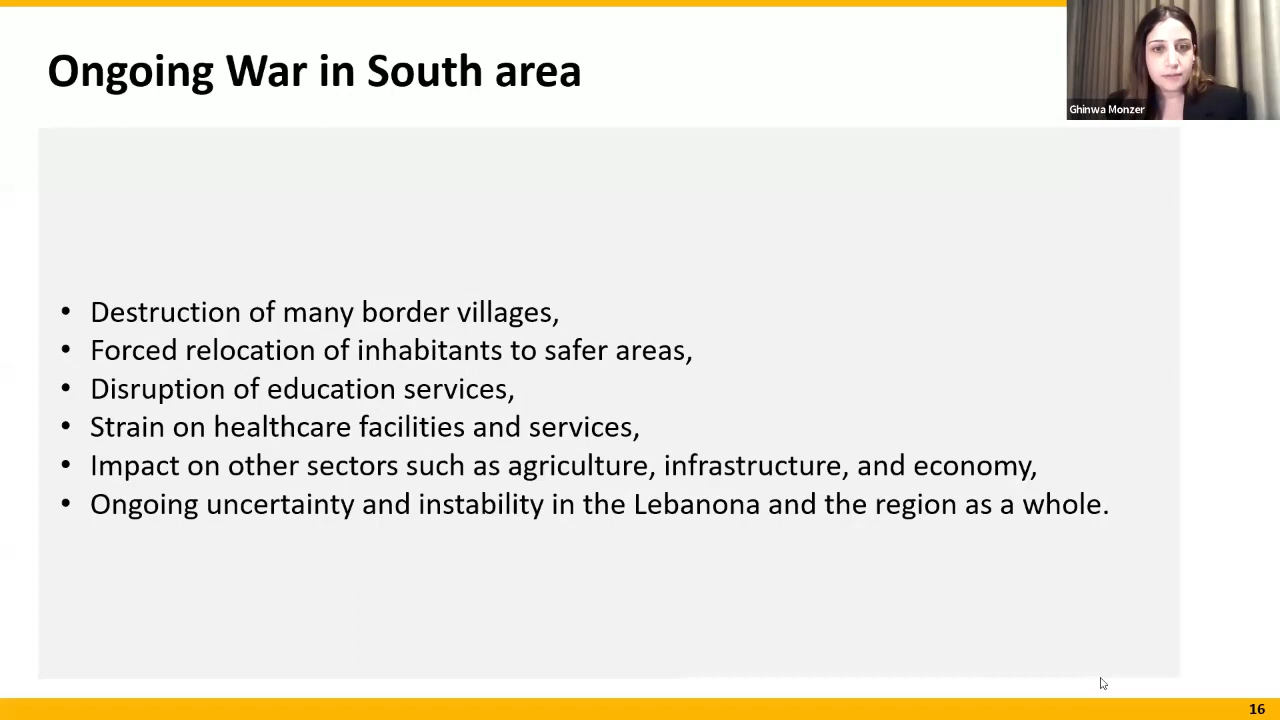 Ongoing War in South area
Ghinwa Monzer
• Destruction of many border villages,
• Forced relocation of inhabitants to safer areas,
• Disruption of education services,
• Strain on healthcare facilities and services,
• Impact on other sectors such as agriculture, infrastructure, and economy,
• Ongoing uncertainty and instability in the Lebanona and the region as a whole.
16